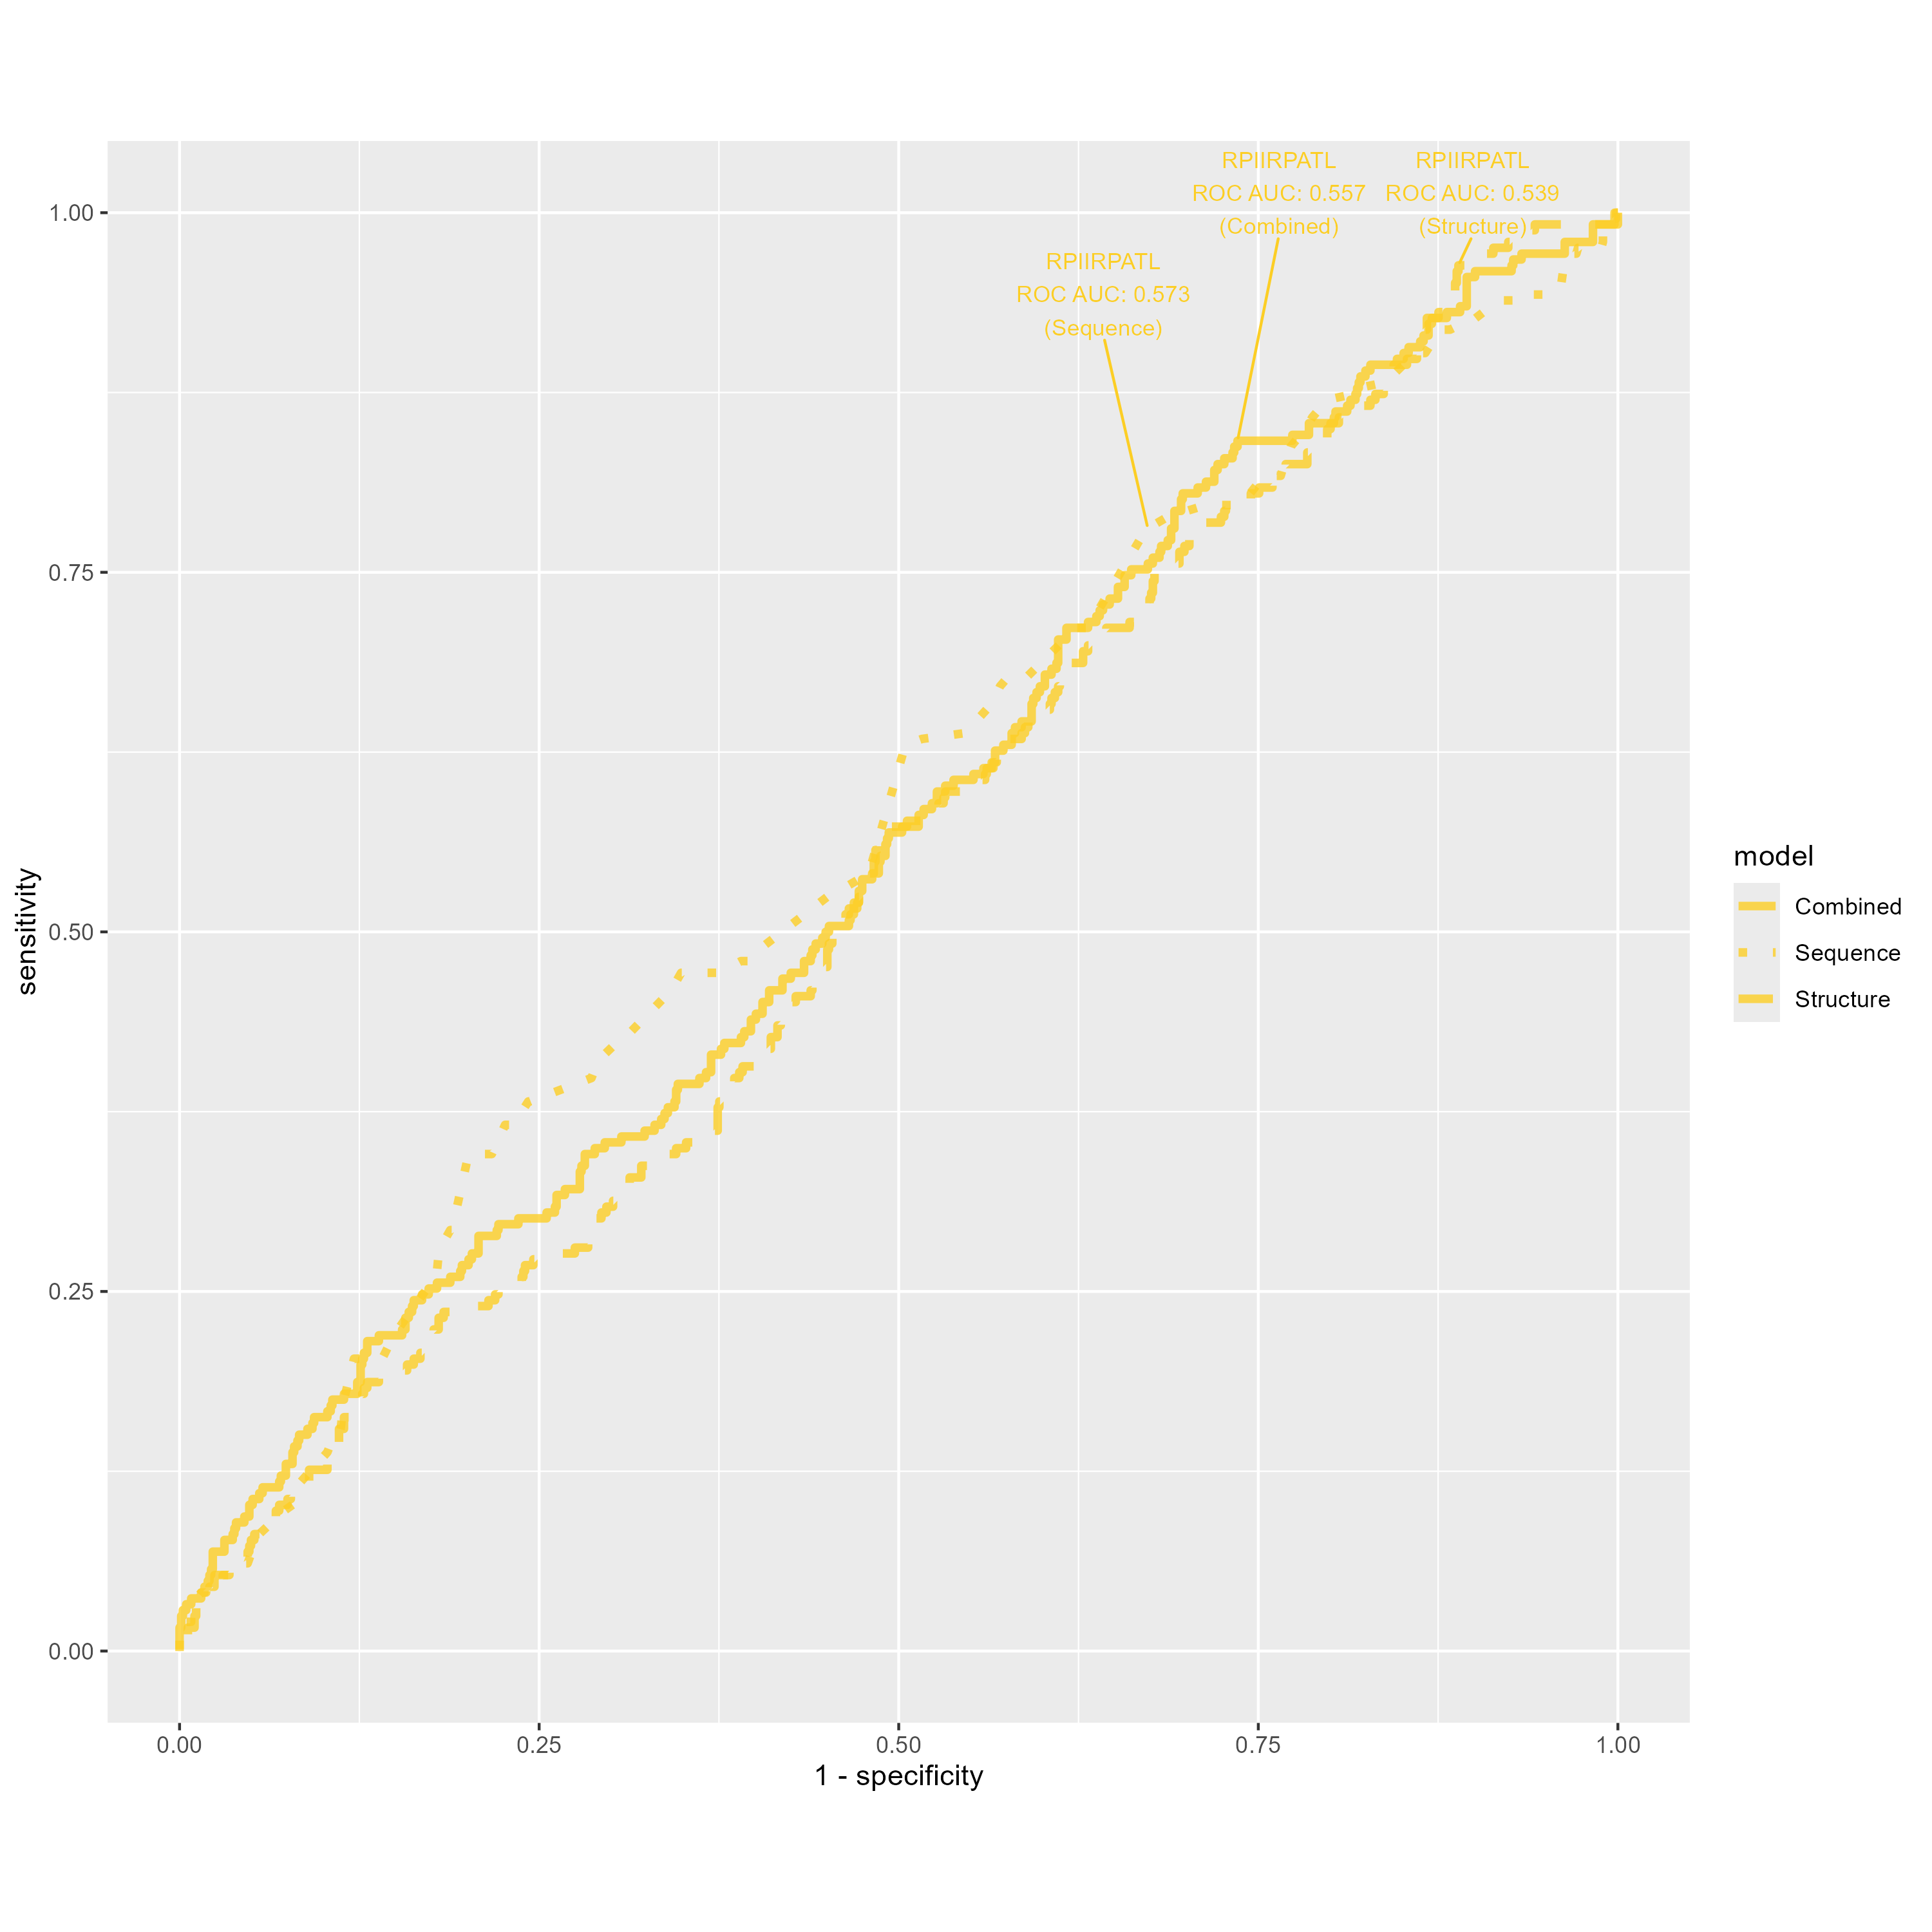 RPIIRPATL
ROC AUC: 0.557
(Combined)
RPIIRPATL
ROC AUC: 0.539
(Structure)
RPIIRPATL
ROC AUC: 0.573
(Sequence)
1.00
0.75
0.50
0.25
0.00
sensitivity
0.00
0.25
0.50
0.75
1.00
1 - specificity
model
Combined
Sequence
Structure